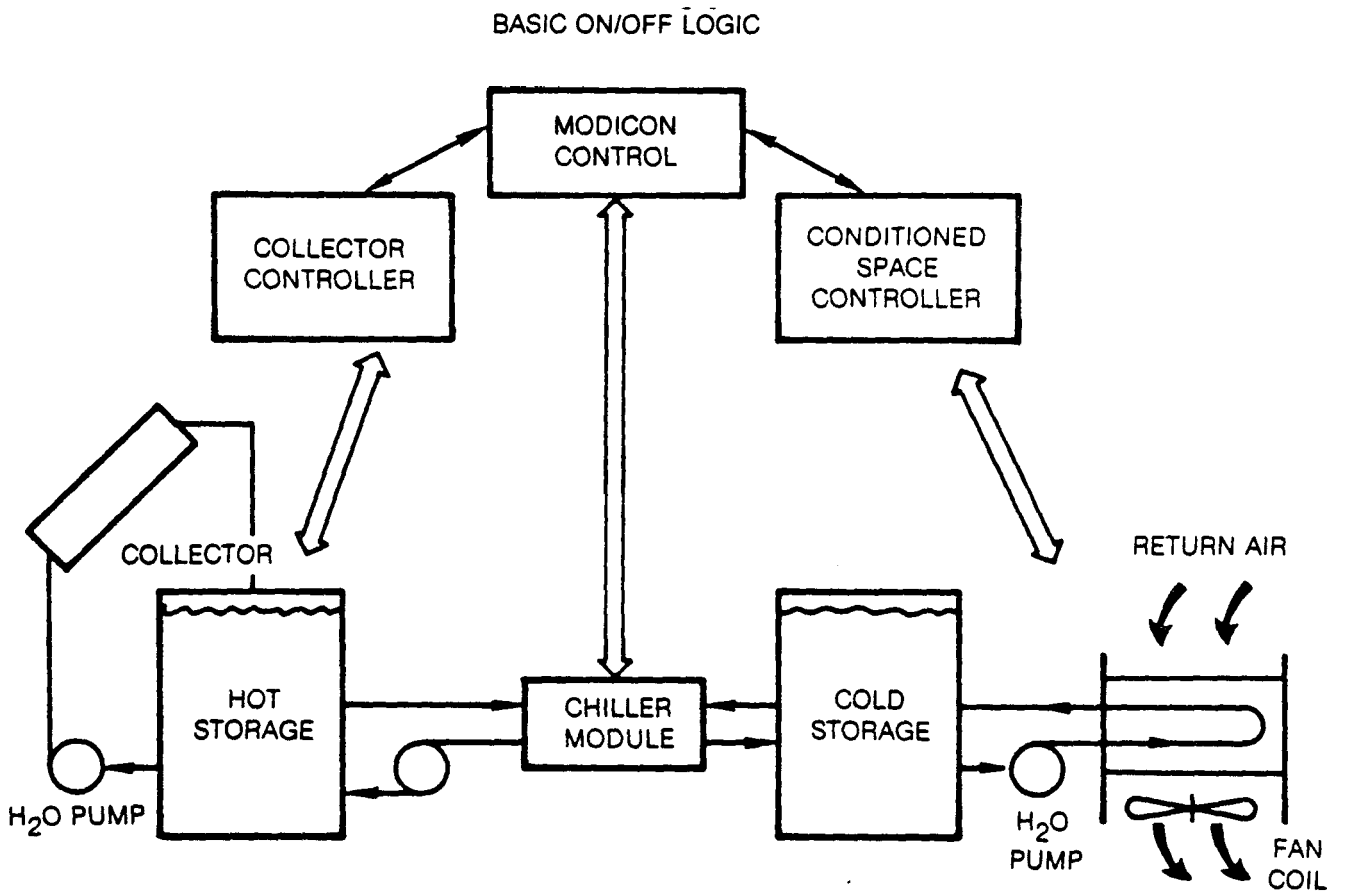 BASIC ON/OFF LOGIC
MODICON
CONTROL
COLLECTOR
CONTROLLER
CONDITIONED
SPACE
CONTROLLER
COLLECTOR
RETURN AIR
HOT
STORAGE
CHILLER
MODULE
COLD
STORAGE
H₂O PUMP
H₂O
PUMP
FAN
COIL